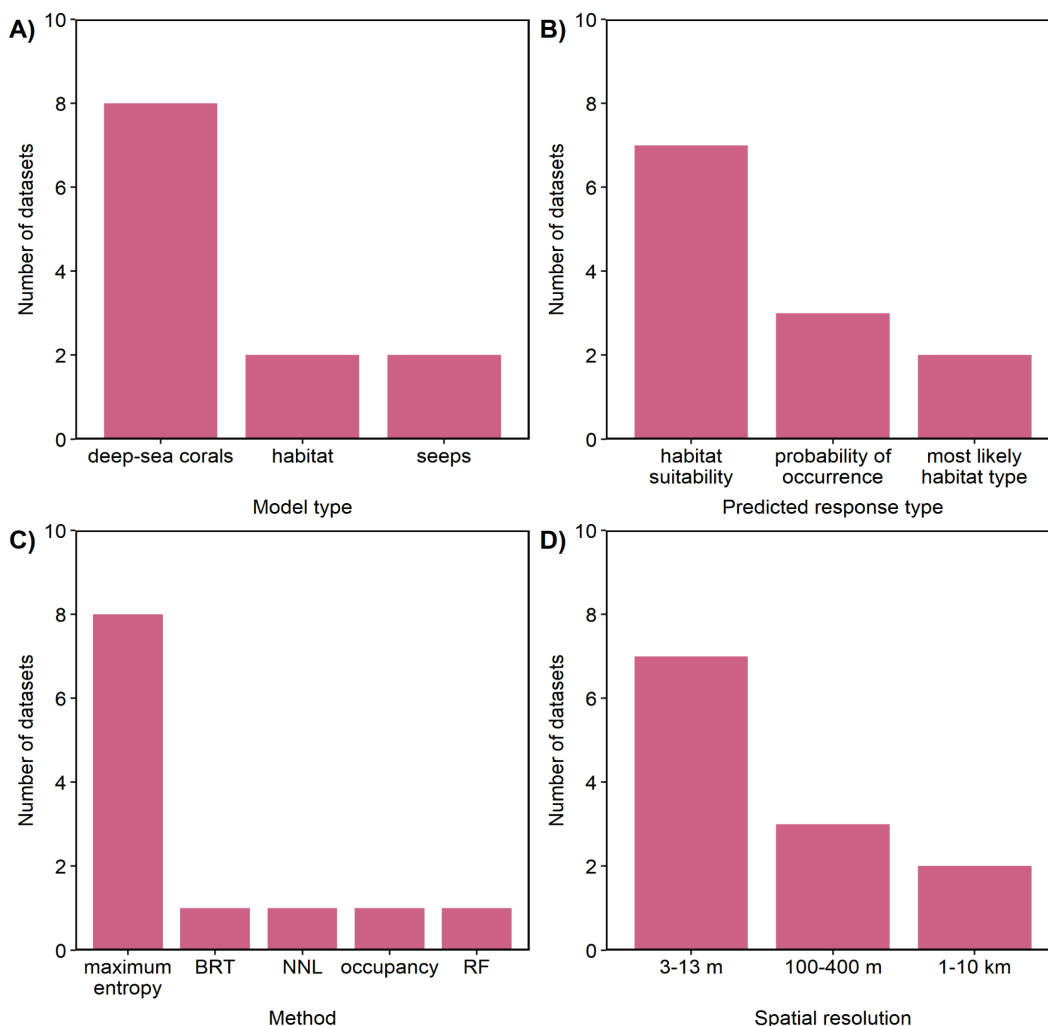 A)
10
8
6
4
2
0
Number of datasets
deep-sea corals habitat seeps
Model type
B)
10
8
6
4
2
0
Number of datasets
habitat suitability probability of occurrence most likely habitat type
Predicted response type
C)
10
8
6
4
2
0
Number of datasets
maximum entropy BRT NNL occupancy RF
Method
D)
10
8
6
4
2
0
Number of datasets
3-13 m 100-400 m 1-10 km
Spatial resolution